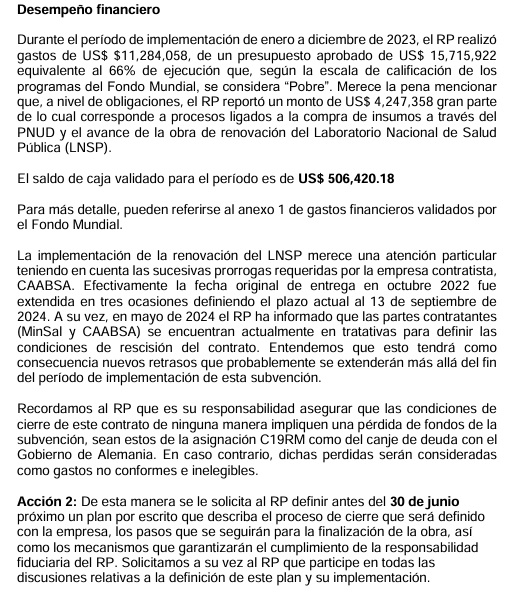 Desempeño financiero
Durante el período de implementación de enero a diciembre de 2023, el RP realizó
gastos de US$ $11,284,058, de un presupuesto aprobado de US$ 15,715,922
equivalente al 66% de ejecución que, según la escala de calificación de los
programas del Fondo Mundial, se considera “Pobre”. Merece la pena mencionar
que, a nivel de obligaciones, el RP reportó un monto de US$ 4,247,358 gran parte
de lo cual corresponde a procesos ligados a la compra de insumos a través del
PNUD y el avance de la obra de renovación del Laboratorio Nacional de Salud
Pública (LNSP).
El saldo de caja validado para el período es de US$ 506,420.18
Para más detalle, pueden referirse al anexo 1 de gastos financieros validados por
el Fondo Mundial.
La implementación de la renovación del LNSP merece una atención particular
teniendo en cuenta las sucesivas prorrogas requeridas por la empresa contratista,
CAABSA. Efectivamente la fecha original de entrega en octubre 2022 fue
extendida en tres ocasiones definiendo el plazo actual al 13 de septiembre de
2024. A su vez, en mayo de 2024 el RP ha informado que las partes contratantes
(MinSal y CAABSA) se encuentran actualmente en tratativas para definir las
condiciones de rescisión del contrato. Entendemos que esto tendrá como
consecuencia nuevos retrasos que probablemente se extenderán más allá del fin
del período de implementación de esta subvención.
Recordamos al RP que es su responsabilidad asegurar que las condiciones de
cierre de este contrato de ninguna manera impliquen una pérdida de fondos de la
subvención, sean estos de la asignación C19RM como del canje de deuda con el
Gobierno de Alemania. En caso contrario, dichas perdidas serán consideradas
como gastos no conformes e inelegibles.
Acción 2: De esta manera se le solicita al RP definir antes del 30 de junio
próximo un plan por escrito que describa el proceso de cierre que será definido
con la empresa, los pasos que se seguirán para la finalización de la obra, así
como los mecanismos que garantizarán el cumplimiento de la responsabilidad
fiduciaria del RP. Solicitamos a su vez al RP que participe en todas las
discusiones relativas a la definición de este plan y su implementación.